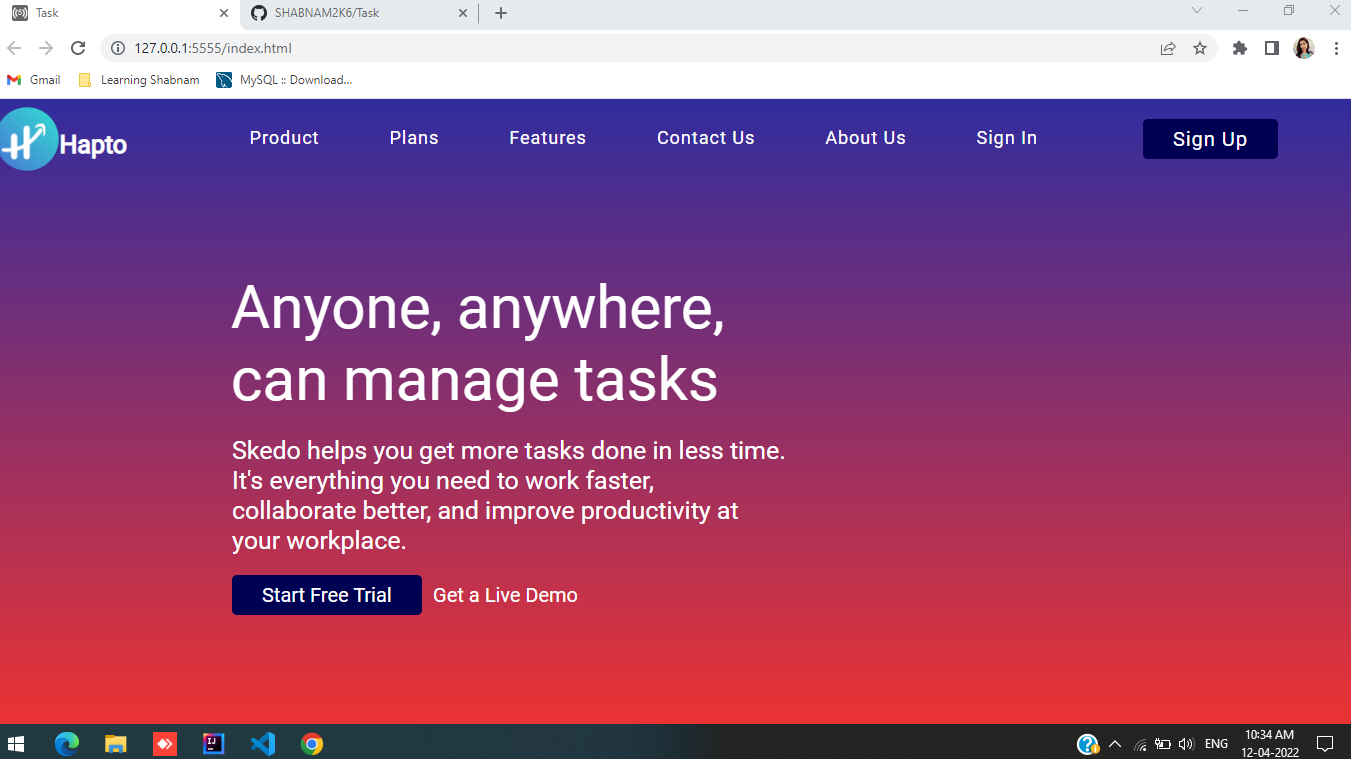 Task
SHABNAM2K6/Task
127.0.0.1:5555/index.html
Gmail
Learning Shabnam
MySQL :: Download...
Hapto
Product
Plans
Features
Contact Us
About Us
Sign In
Sign Up
Anyone, anywhere,
can manage tasks
Skedo helps you get more tasks done in less time.
It's everything you need to work faster,
collaborate better, and improve productivity at
your workplace.
Start Free Trial
Get a Live Demo
IJ
ENG
10:34 AM
12-04-2022